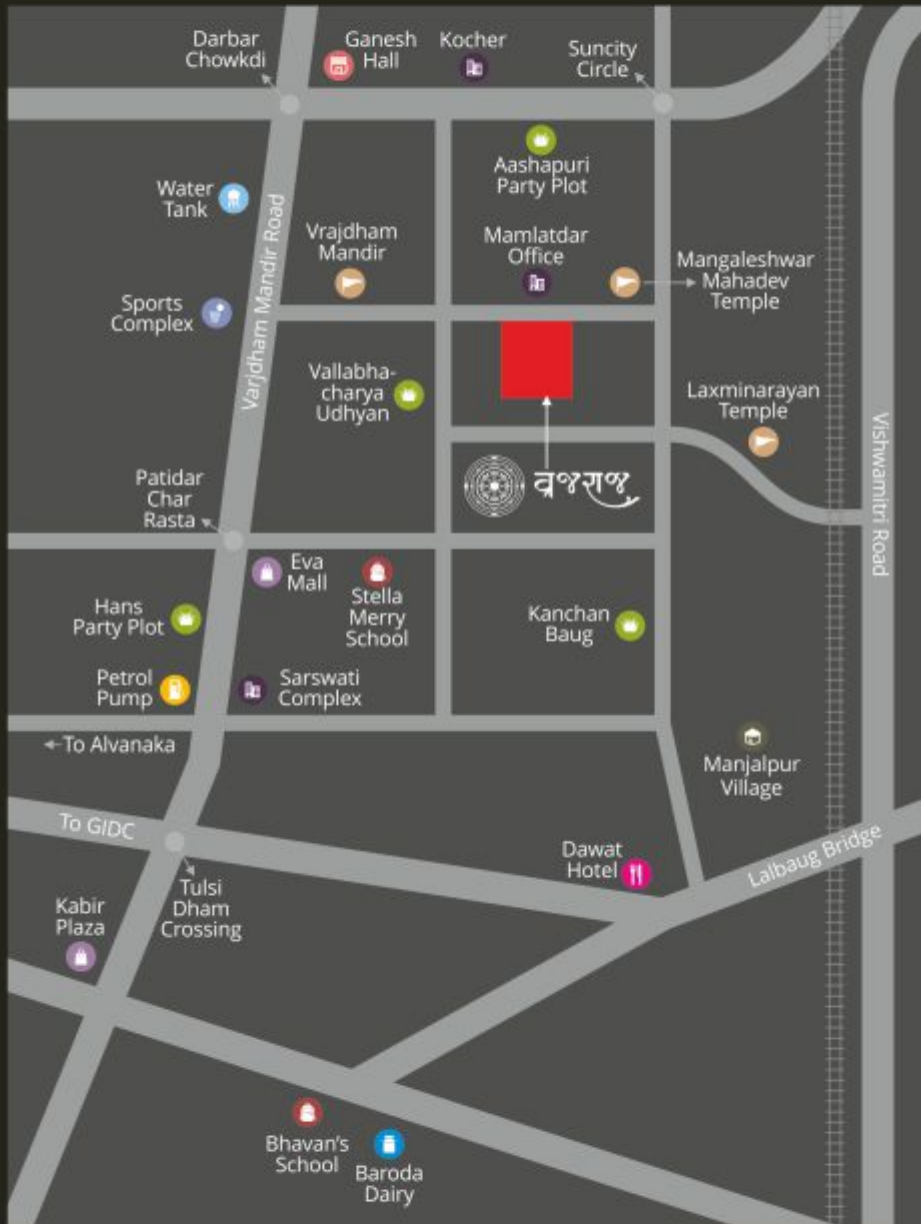 Darbar
Chowkdi
Ganesh
Hall
Kocher
Suncity
Circle
Aashapuri
Party Plot
Water
Tank
Vrajdham
Mandir
Mamlatdar
Office
Mangaleshwar
Mahadev
Temple
Sports
Complex
Varjdham Mandir Road
Vallabha-
charya
Udhyan
Laxminarayan
Temple
Vishwamitri Road
વ્રજરાજ
Patidar
Char
Rasta
Eva
Mall
Stella
Merry
School
Hans
Party Plot
Kanchan
Baug
Petrol
Pump
Sarswati
Complex
To Alvanaka
Manjalpur
Village
To GIDC
Dawat
Hotel
Lalbaug Bridge
Tulsi
Dham
Crossing
Kabir
Plaza
Bhavan's
School
Baroda
Dairy